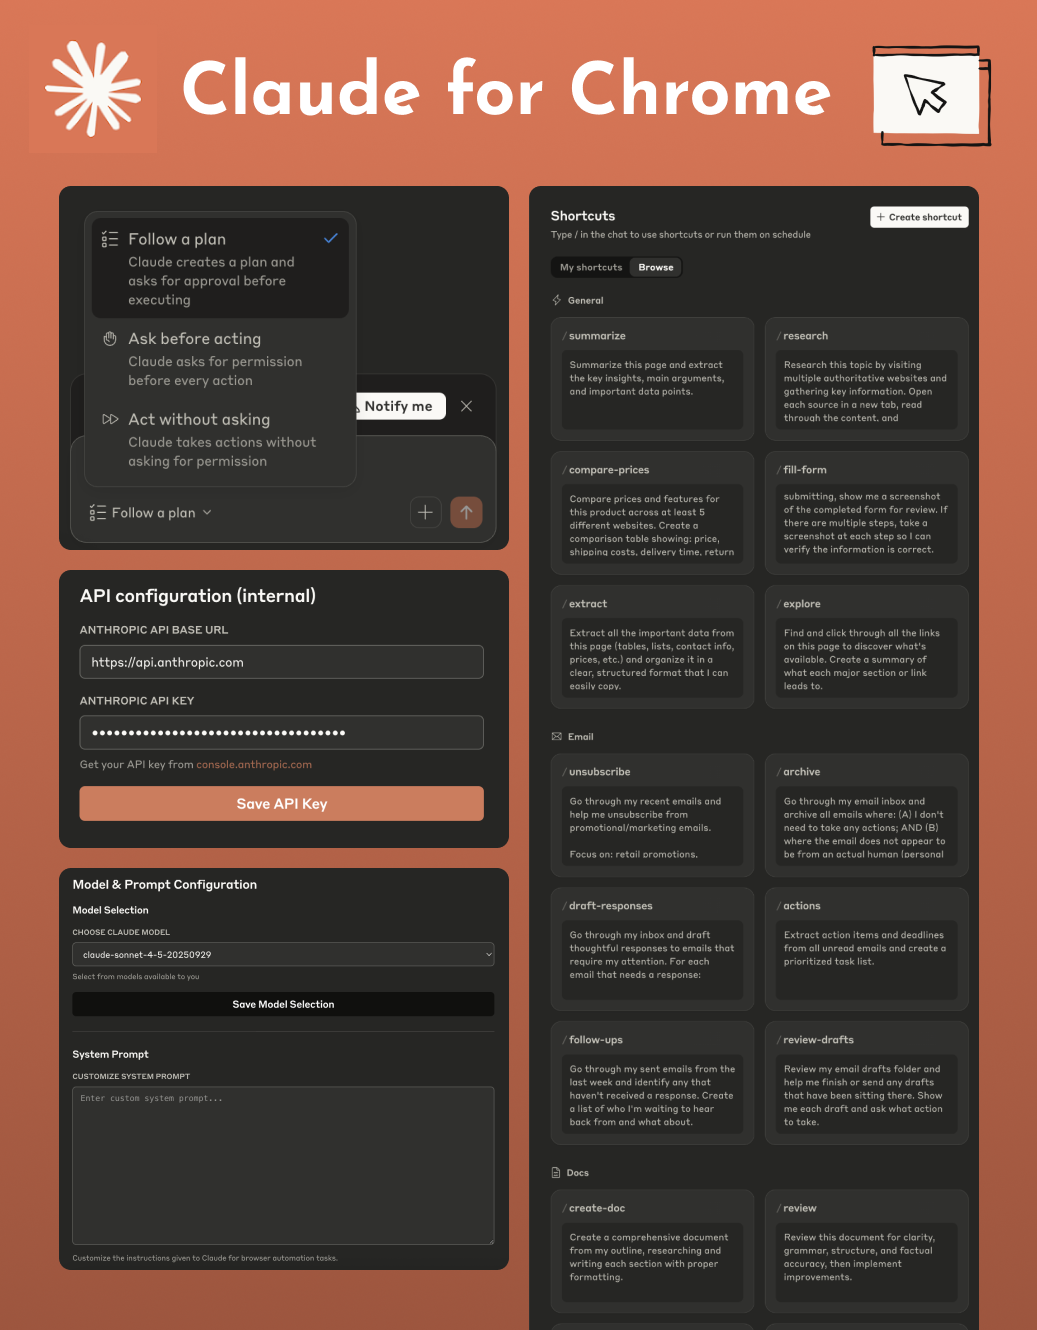 Claude for Chrome
Follow a plan
Claude creates a plan and
asks for approval before
executing
Ask before acting
Claude asks for permission
before every action
Act without asking
Claude takes actions without
asking for permission
Notify me
Follow a plan
API configuration (internal)
ANTHROPIC API BASE URL
https://api.anthropic.com
ANTHROPIC API KEY
••••••••••••••••••••••••••••••••••••
Get your API key from console.anthropic.com
Save API Key
Model & Prompt Configuration
Model Selection
CHOOSE CLAUDE MODEL
claude-sonnet-4-5-20250929
Select from models available to you
Save Model Selection
System Prompt
CUSTOMIZE SYSTEM PROMPT
Enter custom system prompt...
Customize the instructions given to Claude for browser automation tasks.
Shortcuts
Type / in the chat to use shortcuts or run them on schedule
+ Create shortcut
My shortcuts
Browse
General
/ summarize
Summarize this page and extract
the key insights, main arguments,
and important data points.
/ research
Research this topic by visiting
multiple authoritative websites and
gathering key information. Open
each source in a new tab, read
through the content, and
/ compare-prices
Compare prices and features for
this product across at least 5
different websites. Create a
comparison table showing: price,
shipping costs, delivery time, return
/ fill-form
submitting, show me a screenshot
of the completed form for review. If
there are multiple steps, take a
screenshot at each step so I can
verify the information is correct.
/ extract
Extract all the important data from
this page (tables, lists, contact info,
prices, etc.) and organize it in a
clear, structured format that I can
easily copy.
/ explore
Find and click through all the links
on this page to discover what's
available. Create a summary of
what each major section or link
leads to.
Email
/ unsubscribe
Go through my recent emails and
help me unsubscribe from
promotional/marketing emails.
Focus on: retail promotions,
/ archive
Go through my email inbox and
archive all emails where: (A) I don't
need to take any actions; AND (B)
where the email does not appear to
be from an actual human (personal
/ draft-responses
Go through my inbox and draft
thoughtful responses to emails that
require my attention. For each
email that needs a response:
/ actions
Extract action items and deadlines
from all unread emails and create a
prioritized task list.
/ follow-ups
Go through my sent emails from the
last week and identify any that
haven't received a response. Create
a list of who I'm waiting to hear
back from and what about.
/ review-drafts
Review my email drafts folder and
help me finish or send any drafts
that have been sitting there. Show
me each draft and ask what action
to take.
Docs
/ create-doc
Create a comprehensive document
from my outline, researching and
writing each section with proper
formatting.
/ review
Review this document for clarity,
grammar, structure, and factual
accuracy, then implement
improvements.